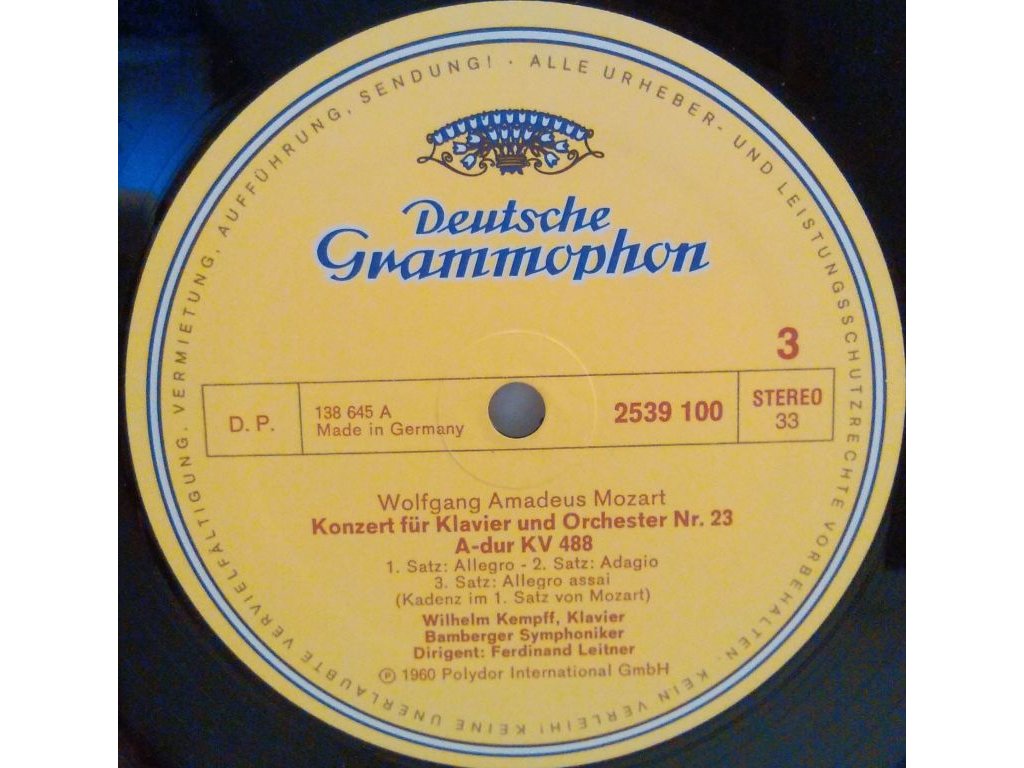 ALLE URHEBER- UND LEISTUNGSSCHUTZRECHTE VORBEHALTEN. KEIN VERLEIH! KEINE UNERLAUBTE VERVIELFÄLTIGUNG, VERMIETUNG, AUFFÜHRUNG, SENDUNG! ·
Deutsche
Grammophon
3
D. P.
138 645 A
Made in Germany
2539 100
STEREO
33
Wolfgang Amadeus Mozart
Konzert für Klavier und Orchester Nr. 23
A-dur KV 488
1. Satz: Allegro - 2. Satz: Adagio
3. Satz: Allegro assai
(Kadenz im 1. Satz von Mozart)
Wilhelm Kempff, Klavier
Bamberger Symphoniker
Dirigent: Ferdinand Leitner
Ⓟ 1960 Polydor International GmbH